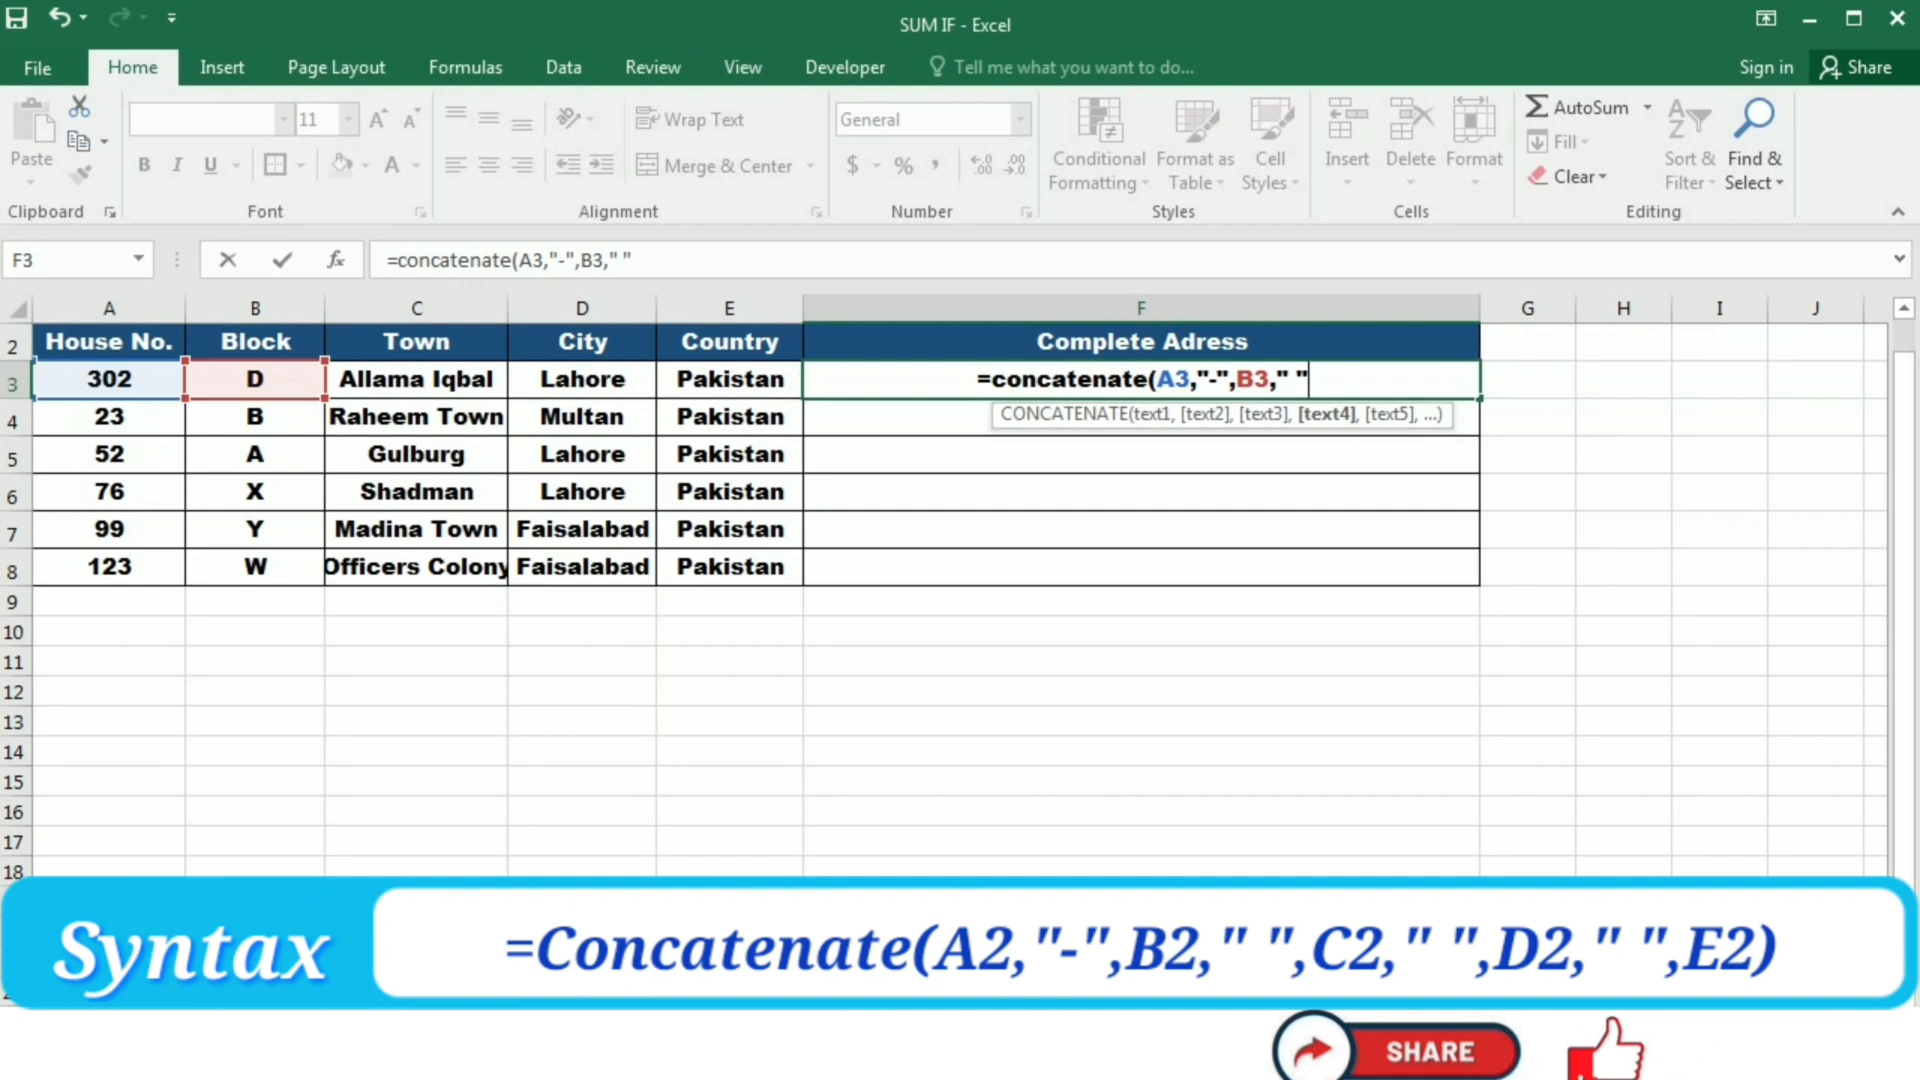 SUM IF - Excel
File Home Insert Page Layout Formulas Data Review View Developer Tell me what you want to do... Sign in Share
Paste
11
Wrap Text
General
AutoSum
B I U A
Merge & Center
$ % ,
Conditional Formatting
Format as Table
Cell Styles
Insert Delete Format
Fill
Clear
Sort & Filter
Find & Select
Clipboard Font Alignment Number Styles Cells Editing
F3 fx =concatenate(A3,"-",B3," "
A B C D E F G H I J
2 House No. Block Town City Country Complete Adress
3 302 D Allama Iqbal Lahore Pakistan =concatenate(A3,"-",B3," "
CONCATENATE(text1, [text2], [text3], [text4], [text5], ...)
4 23 B Raheem Town Multan Pakistan
5 52 A Gulburg Lahore Pakistan
6 76 X Shadman Lahore Pakistan
7 99 Y Madina Town Faisalabad Pakistan
8 123 W Officers Colony Faisalabad Pakistan
9
10
11
12
13
14
15
16
17
18
Syntax =Concatenate(A2,"-",B2," ",C2," ",D2," ",E2)
SHARE